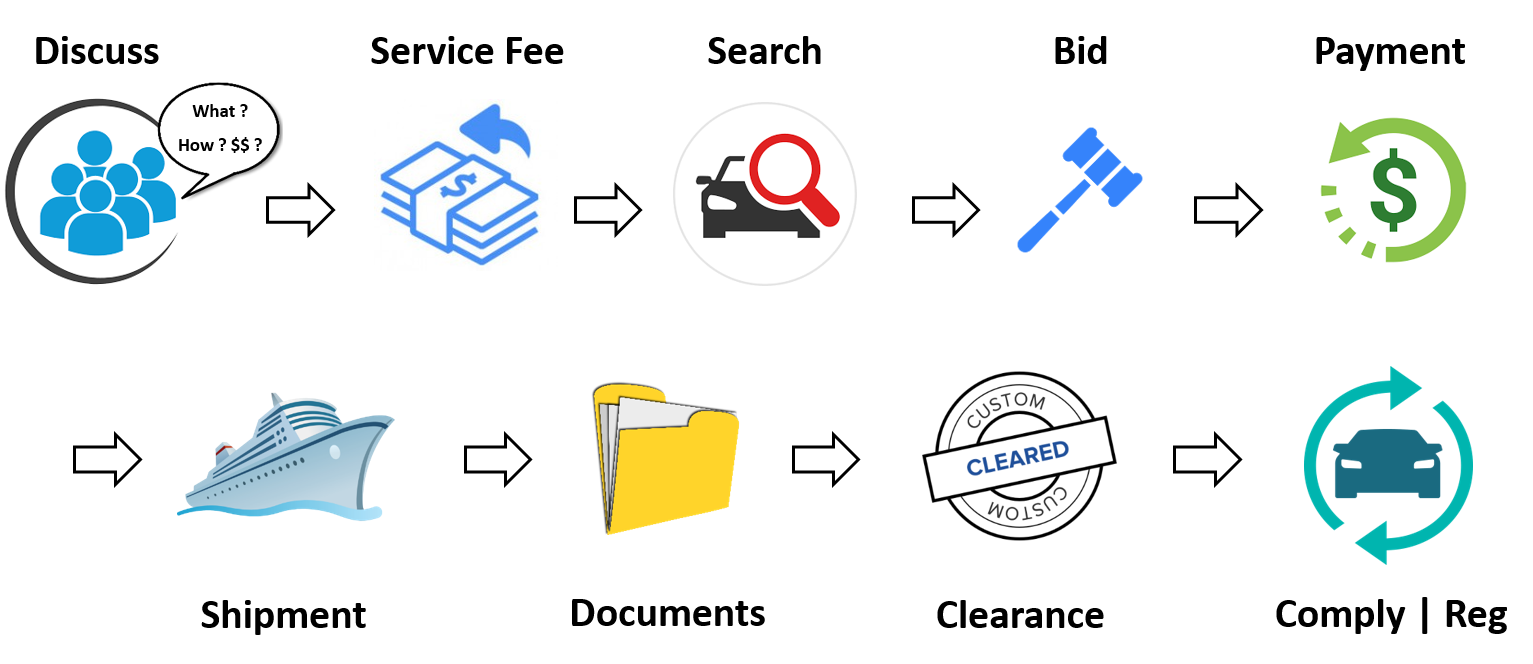 Discuss
Service Fee
Search
Bid
Payment
What ?
How ? $$ ?
$
$
CUSTOM
CLEARED
CUSTOM
Shipment
Documents
Clearance
Comply | Reg